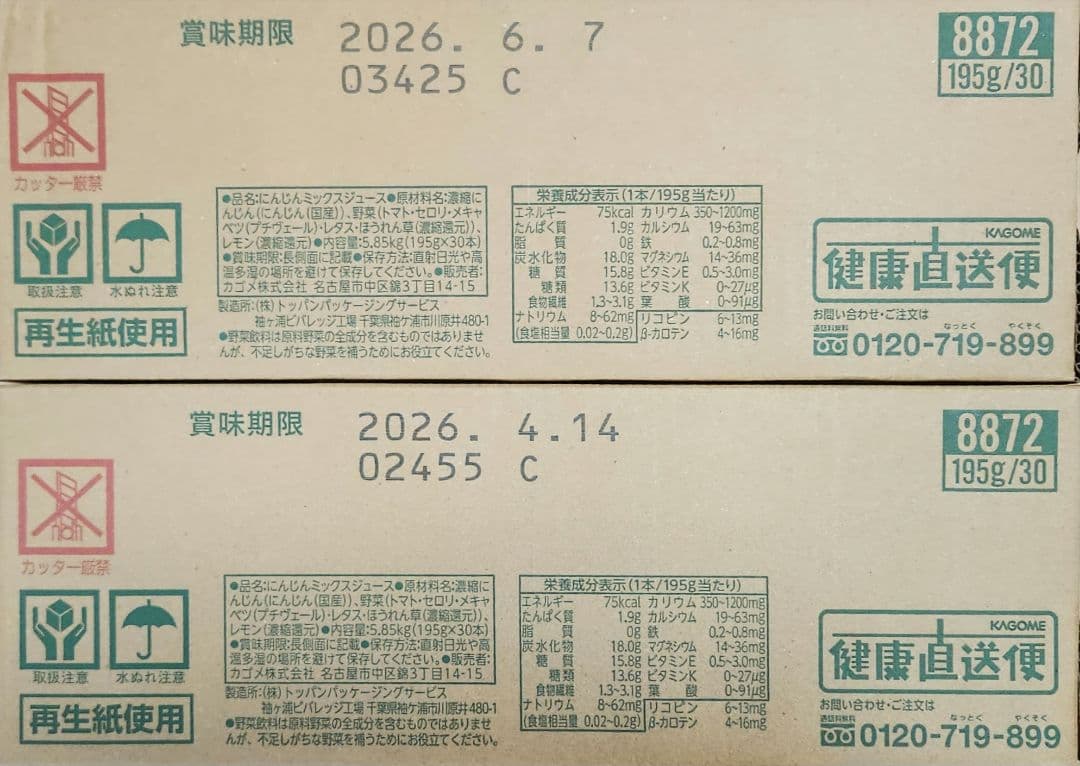 賞味期限 2026. 6. 7
03425 C
8872
195g/30
カッター厳禁
取扱注意 水ぬれ注意
再生紙使用
●品名:にんじんミックスジュース●原材料名:濃縮に
んじん(にんじん(国産))、野菜(トマト・セロリ・メキャ
ベツ(プチヴェール)・レタス・ほうれん草(濃縮還元))、
レモン(濃縮還元)●内容量:5.85kg(195g×30本)
●賞味期限:長側面に記載●保存方法:直射日光や高
温多湿の場所を避けて保存してください。●販売者:
カゴメ株式会社 名古屋市中区錦3丁目14-15
製造所:(株)トッパンパッケージングサービス
袖ヶ浦ビバレッジ工場 千葉県袖ケ浦市川原井480-1
●野菜飲料は原料野菜の全成分を含むものではありませ
んが、不足しがちな野菜を補うためにお役立てください。
栄養成分表示(1本/195g当たり)
エネルギー 75kcal カリウム 350~1200mg
たんぱく質 1.9g カルシウム 19~63mg
脂質 0g 鉄 0.2~0.8mg
炭水化物 18.0g マグネシウム 14~36mg
糖質 15.8g ビタミンE 0.5~3.0mg
糖類 13.6g ビタミンK 0~27μg
食物繊維 1.3~3.1g 葉酸 0~91μg
ナトリウム 8~62mg リコピン 6~13mg
(食塩相当量 0.02~0.2g) β-カロテン 4~16mg
KAGOME
健康直送便
お問い合わせ・ご注文は
通話料無料 なっとく やくそく
0120-719-899
賞味期限 2026. 4.14
02455 C
8872
195g/30
カッター厳禁
取扱注意 水ぬれ注意
再生紙使用
●品名:にんじんミックスジュース●原材料名:濃縮に
んじん(にんじん(国産))、野菜(トマト・セロリ・メキャ
ベツ(プチヴェール)・レタス・ほうれん草(濃縮還元))、
レモン(濃縮還元)●内容量:5.85kg(195g×30本)
●賞味期限:長側面に記載●保存方法:直射日光や高
温多湿の場所を避けて保存してください。●販売者:
カゴメ株式会社 名古屋市中区錦3丁目14-15
製造所:(株)トッパンパッケージングサービス
袖ヶ浦ビバレッジ工場 千葉県袖ケ浦市川原井480-1
●野菜飲料は原料野菜の全成分を含むものではありませ
んが、不足しがちな野菜を補うためにお役立てください。
栄養成分表示(1本/195g当たり)
エネルギー 75kcal カリウム 350~1200mg
たんぱく質 1.9g カルシウム 19~63mg
脂質 0g 鉄 0.2~0.8mg
炭水化物 18.0g マグネシウム 14~36mg
糖質 15.8g ビタミンE 0.5~3.0mg
糖類 13.6g ビタミンK 0~27μg
食物繊維 1.3~3.1g 葉酸 0~91μg
ナトリウム 8~62mg リコピン 6~13mg
(食塩相当量 0.02~0.2g) β-カロテン 4~16mg
KAGOME
健康直送便
お問い合わせ・ご注文は
通話料無料 なっとく やくそく
0120-719-899